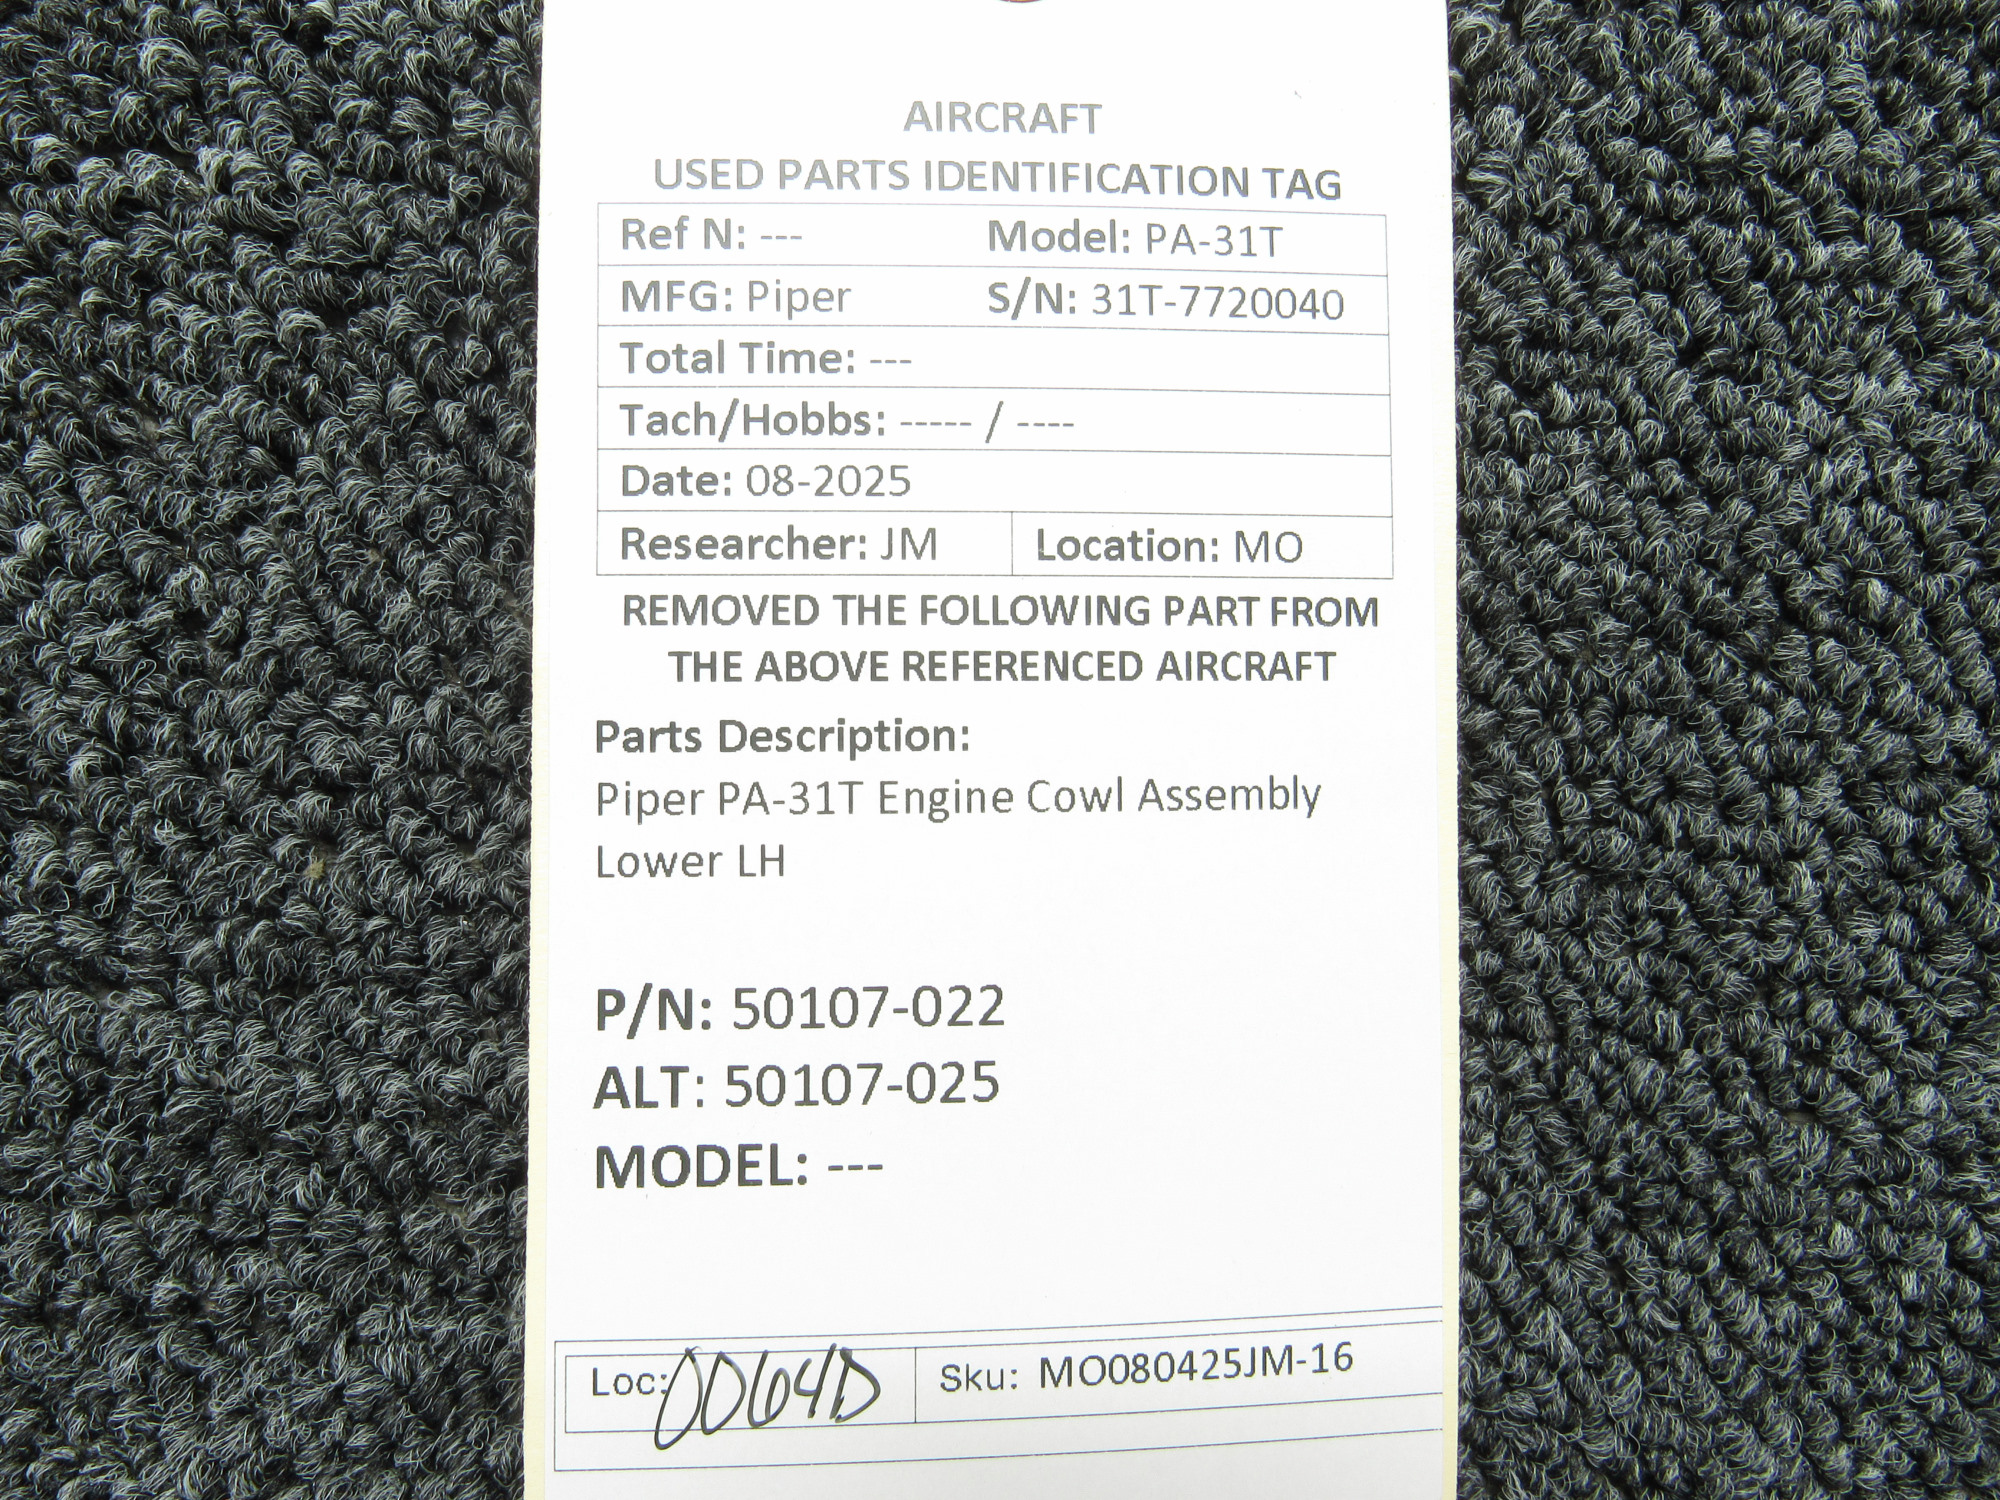 AIRCRAFT
USED PARTS IDENTIFICATION TAG
Ref N: --- Model: PA-31T
MFG: Piper S/N: 31T-7720040
Total Time: ---
Tach/Hobbs: ----- / ----
Date: 08-2025
Researcher: JM Location: MO
REMOVED THE FOLLOWING PART FROM
THE ABOVE REFERENCED AIRCRAFT
Parts Description:
Piper PA-31T Engine Cowl Assembly
Lower LH
P/N: 50107-022
ALT: 50107-025
MODEL: ---
Loc: 0064D Sku: MO080425JM-16